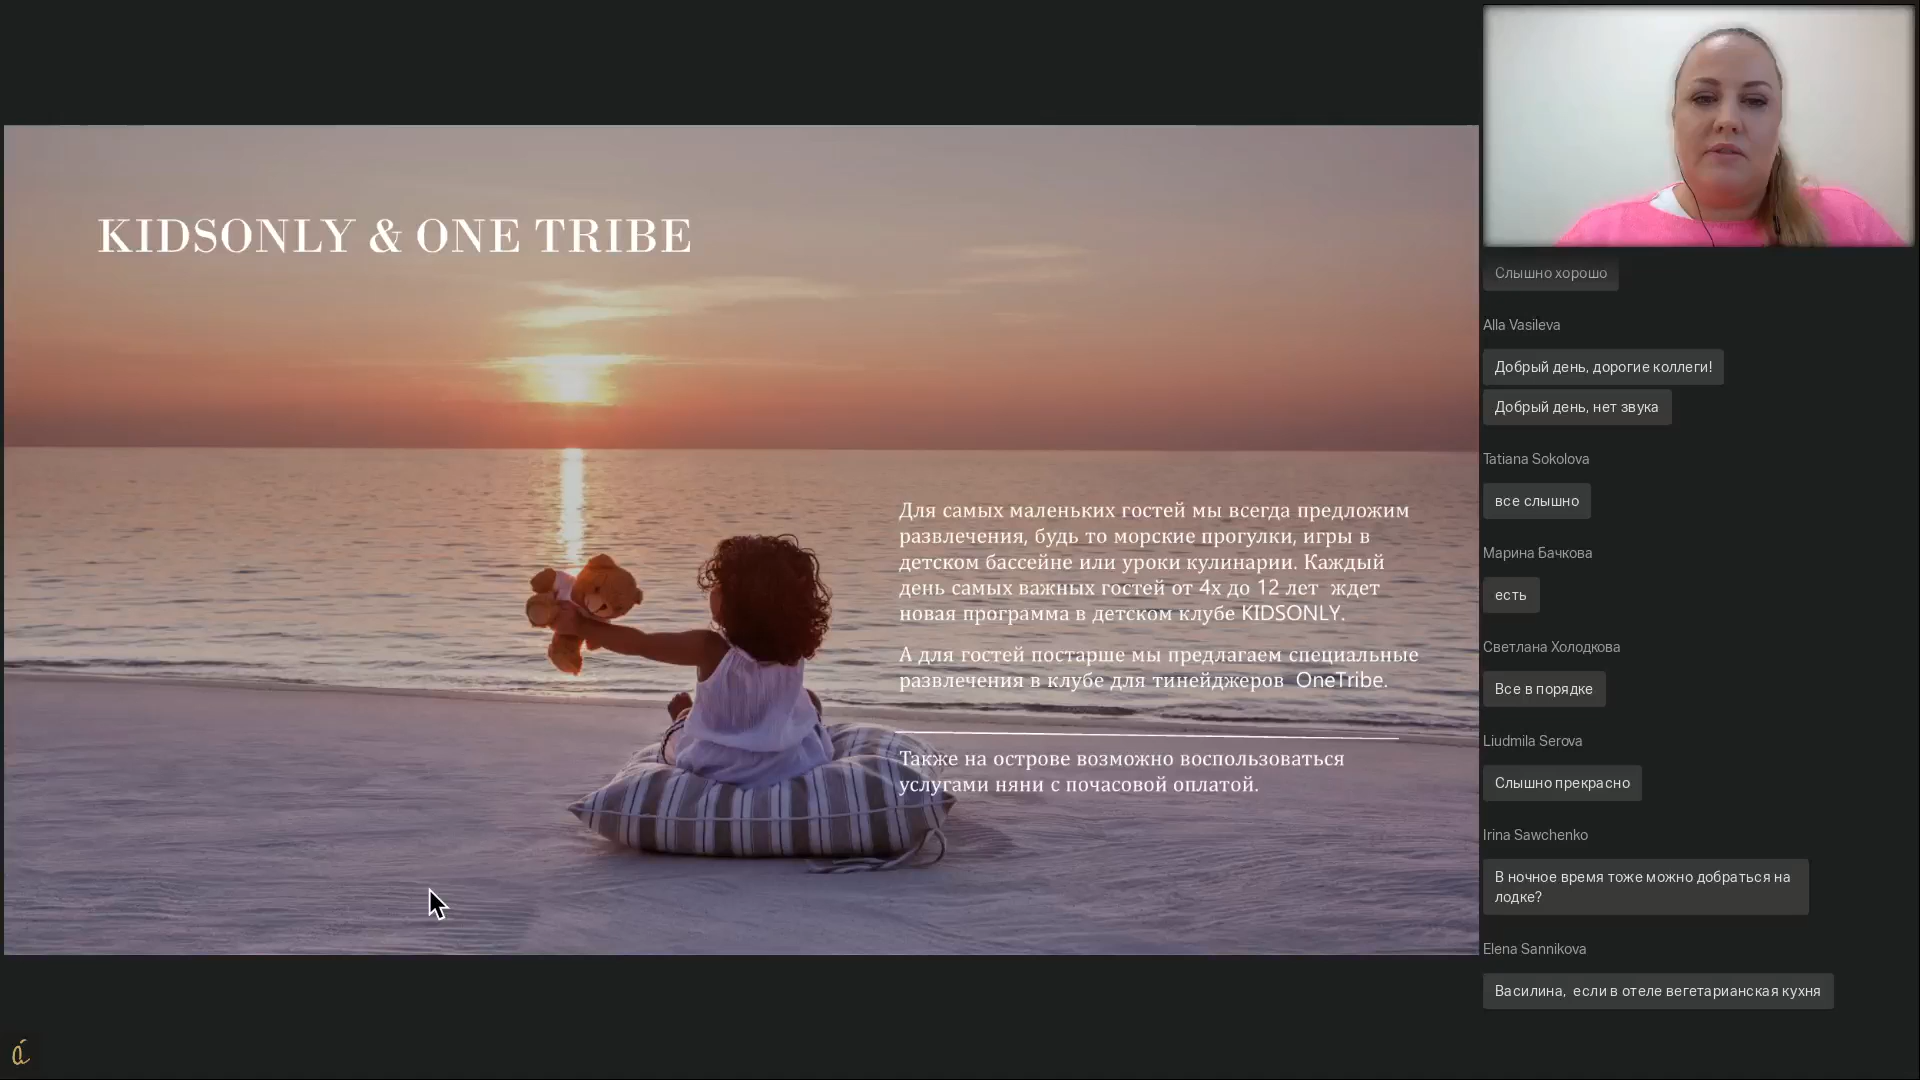 KIDSONLY & ONE TRIBE
Для самых маленьких гостей мы всегда предложим
развлечения, будь то морские прогулки, игры в
детском бассейне или уроки кулинарии. Каждый
день самых важных гостей от 4х до 12 лет ждет
новая программа в детском клубе KIDSONLY.
А для гостей постарше мы предлагаем специальные
развлечения в клубе для тинейджеров OneTribe.
Также на острове возможно воспользоваться
услугами няни с почасовой оплатой.
Слышно хорошо
Alla Vasileva
Добрый день, дорогие коллеги!
Добрый день, нет звука
Tatiana Sokolova
все слышно
Марина Бачкова
есть
Светлана Холодкова
Все в порядке
Liudmila Serova
Слышно прекрасно
Irina Sawchenko
В ночное время тоже можно добраться на
лодке?
Elena Sannikova
Василина, если в отеле вегетарианская кухня
á